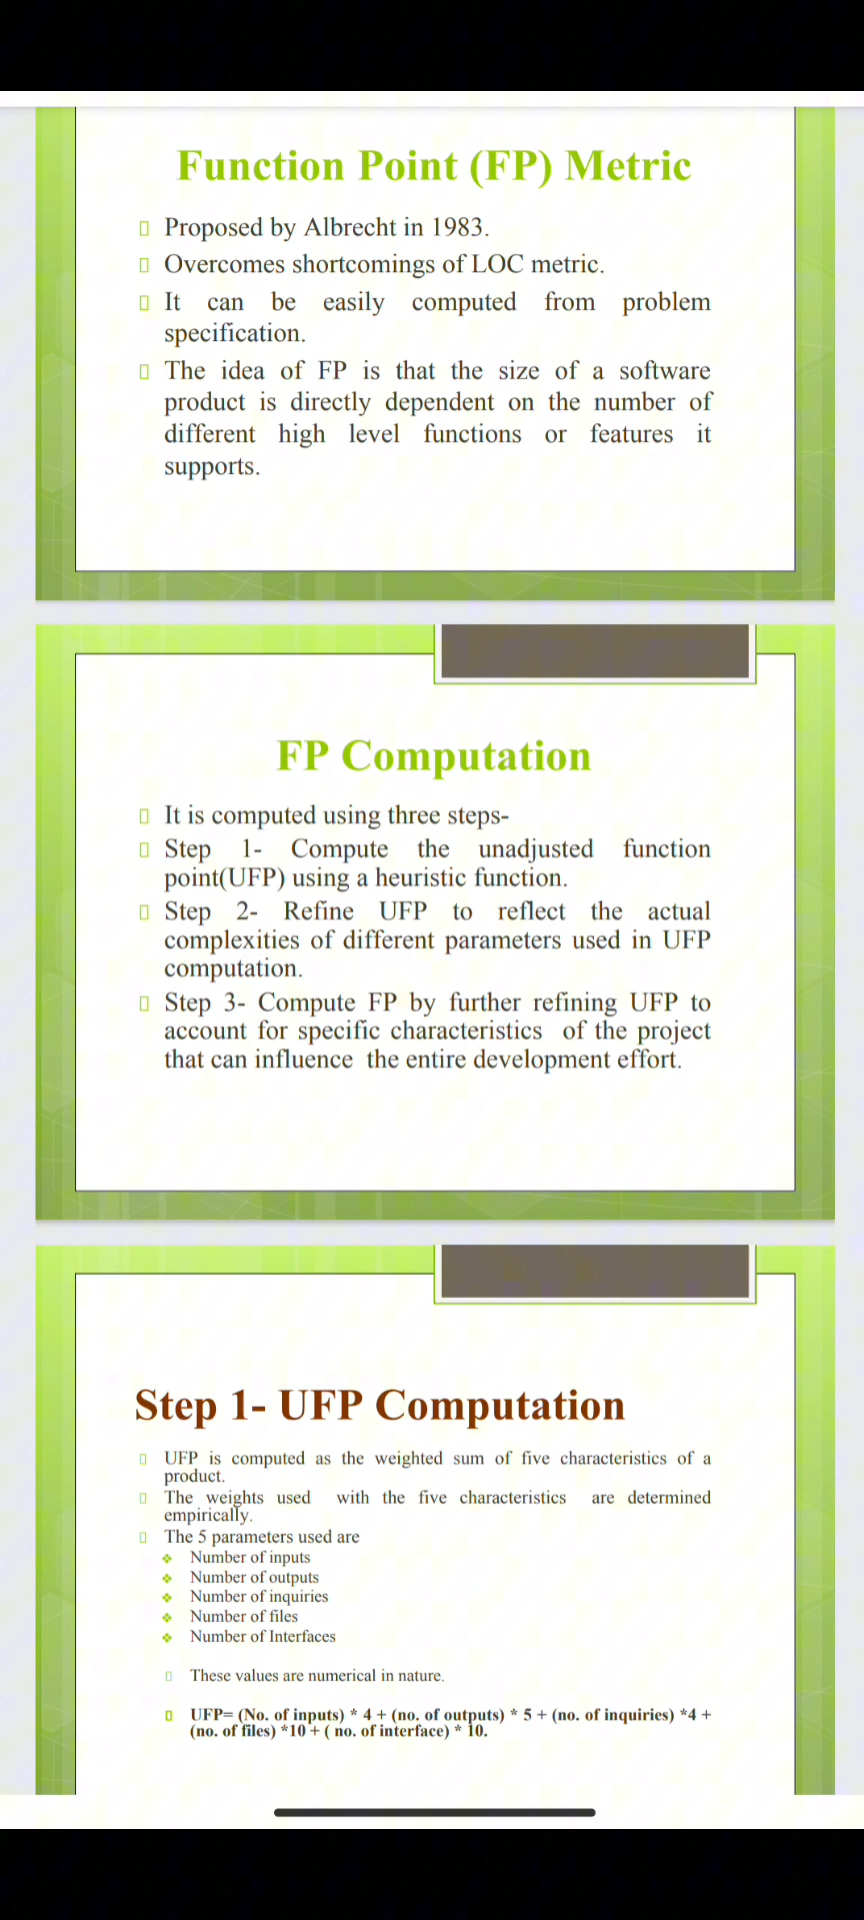 Function Point (FP) Metric
Proposed by Albrecht in 1983.
Overcomes shortcomings of LOC metric.
It can be easily computed from problem
specification.
The idea of FP is that the size of a software
product is directly dependent on the number of
different high level functions or features it
supports.
FP Computation
It is computed using three steps-
Step 1- Compute the unadjusted function
point(UFP) using a heuristic function.
Step 2- Refine UFP to reflect the actual
complexities of different parameters used in UFP
computation.
Step 3- Compute FP by further refining UFP to
account for specific characteristics of the project
that can influence the entire development effort.
Step 1- UFP Computation
UFP is computed as the weighted sum of five characteristics of a
product.
The weights used with the five characteristics are determined
empirically.
The 5 parameters used are
Number of inputs
Number of outputs
Number of inquiries
Number of files
Number of Interfaces
These values are numerical in nature.
UFP= (No. of inputs) * 4 + (no. of outputs) * 5 + (no. of inquiries) *4 +
(no. of files) *10 + ( no. of interface) * 10.